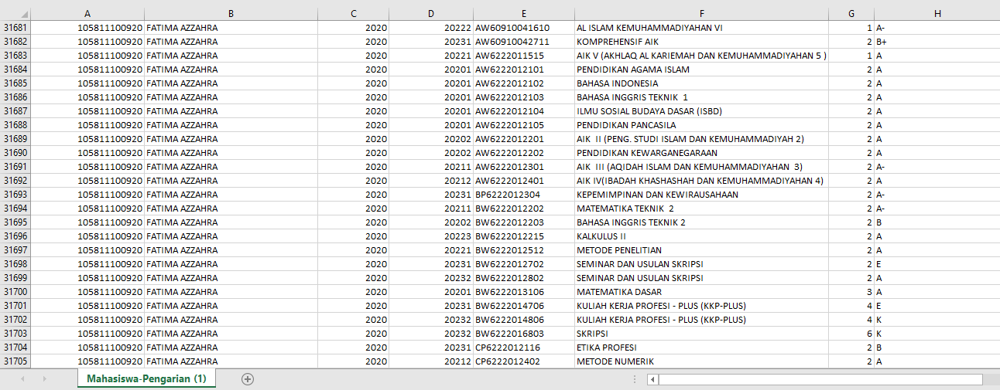 A B C D E F G H
31681 105811100920 FATIMA AZZAHRA 2020 20222 AW60910041610 AL ISLAM KEMUHAMMADIYAHAN VI 1 A-
31682 105811100920 FATIMA AZZAHRA 2020 20231 AW60910042711 KOMPREHENSIF AIK 2 B+
31683 105811100920 FATIMA AZZAHRA 2020 20221 AW6222011515 AIK V (AKHLAQ AL KARIEMAH DAN KEMUHAMMADIYAHAN 5 ) 1 A
31684 105811100920 FATIMA AZZAHRA 2020 20201 AW6222012101 PENDIDIKAN AGAMA ISLAM 2 A
31685 105811100920 FATIMA AZZAHRA 2020 20201 AW6222012102 BAHASA INDONESIA 2 A
31686 105811100920 FATIMA AZZAHRA 2020 20201 AW6222012103 BAHASA INGGRIS TEKNIK  1 2 A
31687 105811100920 FATIMA AZZAHRA 2020 20201 AW6222012104 ILMU SOSIAL BUDAYA DASAR (ISBD) 2 A
31688 105811100920 FATIMA AZZAHRA 2020 20201 AW6222012105 PENDIDIKAN PANCASILA 2 A
31689 105811100920 FATIMA AZZAHRA 2020 20202 AW6222012201 AIK  II (PENG. STUDI ISLAM DAN KEMUHAMMADIYAH 2) 2 A
31690 105811100920 FATIMA AZZAHRA 2020 20202 AW6222012202 PENDIDIKAN KEWARGANEGARAAN 2 A
31691 105811100920 FATIMA AZZAHRA 2020 20211 AW6222012301 AIK  III (AQIDAH ISLAM DAN KEMUHAMMADIYAHAN  3) 2 A-
31692 105811100920 FATIMA AZZAHRA 2020 20212 AW6222012401 AIK IV(IBADAH KHASHASHAH DAN KEMUHAMMADIYAHAN 4) 2 A
31693 105811100920 FATIMA AZZAHRA 2020 20231 BP6222012304 KEPEMIMPINAN DAN KEWIRAUSAHAAN 2 A-
31694 105811100920 FATIMA AZZAHRA 2020 20211 BW6222012202 MATEMATIKA TEKNIK  2 2 A-
31695 105811100920 FATIMA AZZAHRA 2020 20202 BW6222012203 BAHASA INGGRIS TEKNIK 2 2 B
31696 105811100920 FATIMA AZZAHRA 2020 20223 BW6222012215 KALKULUS II 2 A
31697 105811100920 FATIMA AZZAHRA 2020 20221 BW6222012512 METODE PENELITIAN 2 A
31698 105811100920 FATIMA AZZAHRA 2020 20231 BW6222012702 SEMINAR DAN USULAN SKRIPSI 2 E
31699 105811100920 FATIMA AZZAHRA 2020 20232 BW6222012802 SEMINAR DAN USULAN SKRIPSI 2 A
31700 105811100920 FATIMA AZZAHRA 2020 20201 BW6222013106 MATEMATIKA DASAR 3 A
31701 105811100920 FATIMA AZZAHRA 2020 20231 BW6222014706 KULIAH KERJA PROFESI - PLUS (KKP-PLUS) 4 E
31702 105811100920 FATIMA AZZAHRA 2020 20232 BW6222014806 KULIAH KERJA PROFESI - PLUS (KKP-PLUS) 4 K
31703 105811100920 FATIMA AZZAHRA 2020 20232 BW6222016803 SKRIPSI 6 K
31704 105811100920 FATIMA AZZAHRA 2020 20231 CP6222012116 ETIKA PROFESI 2 B
31705 105811100920 FATIMA AZZAHRA 2020 20212 CP6222012402 METODE NUMERIK 2 A
Mahasiswa-Pengarian (1)